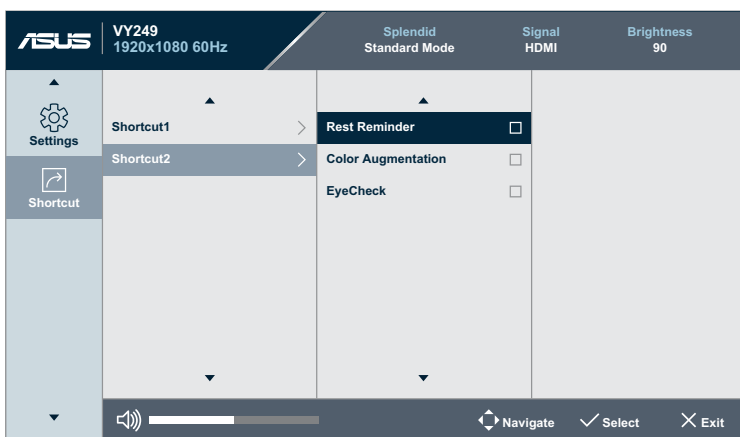 ASUS
VY249
1920x1080 60Hz
Splendid
Standard Mode
Signal
HDMI
Brightness
90
Settings
Shortcut
Shortcut1
Shortcut2
Rest Reminder
Color Augmentation
EyeCheck
Navigate
Select
Exit